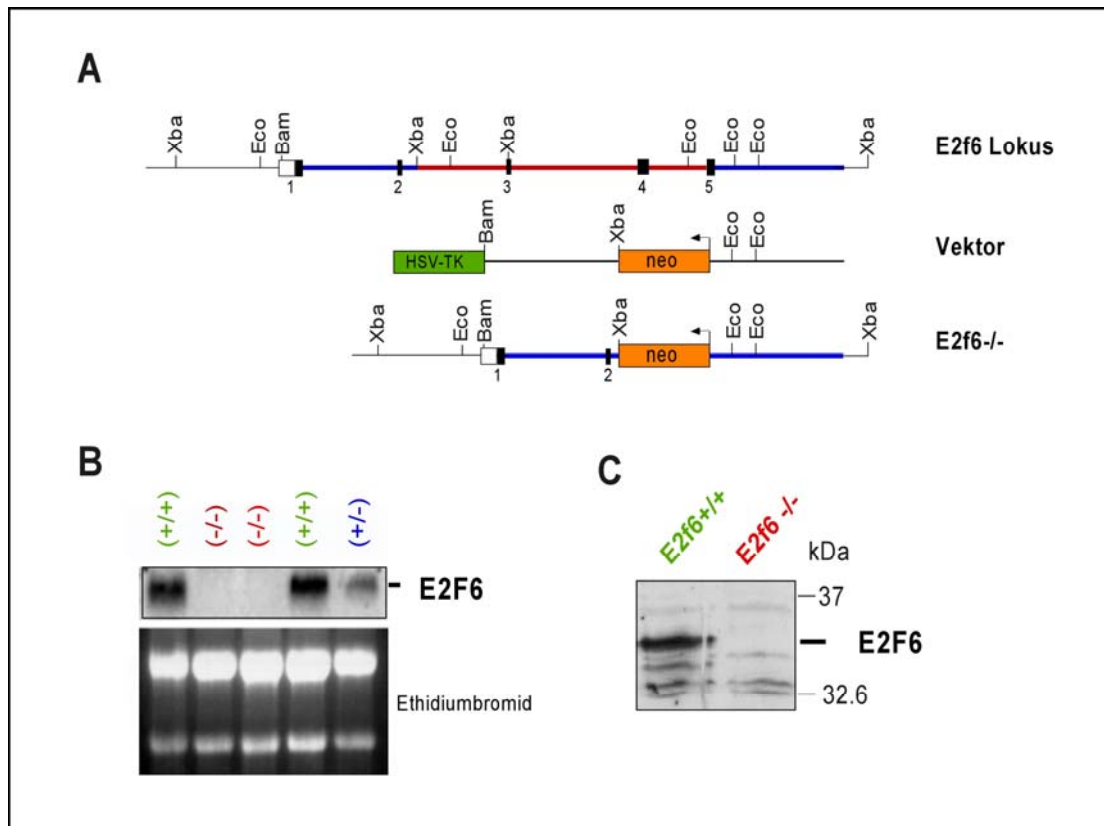 A
Xba Eco Bam Xba Eco Xba Eco Eco Eco Xba
E2f6 Lokus
1 2 3 4 5
Bam Xba Eco Eco
HSV-TK neo
Vektor
Xba Eco Bam Xba Eco Eco Xba
neo
E2f6-/-
1 2
B
(+/+) (-/-) (-/-) (+/+) (+/-)
E2F6
Ethidiumbromid
C
E2f6+/+ E2f6 -/-
kDa
37
E2F6
32.6